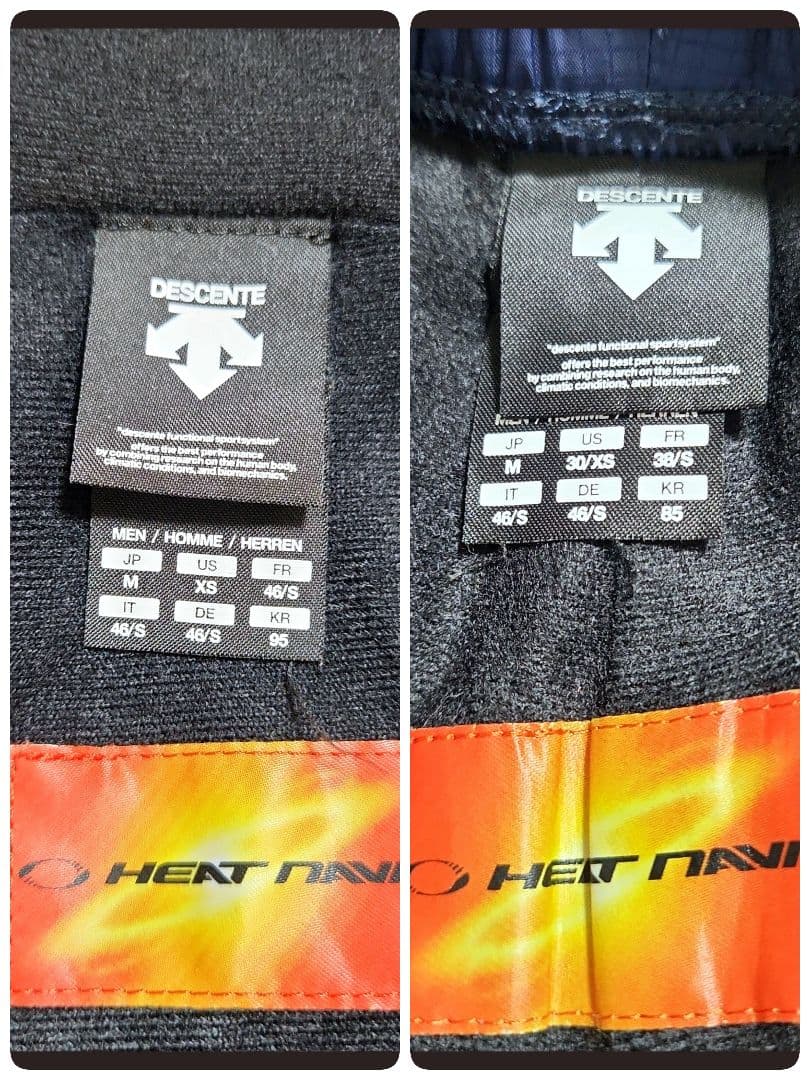 DESCENTE
"descente functional sportsystem"
offers the best performance
by combining research on the human body,
climatic conditions, and biomechanics.
MEN / HOMME / HERREN
JP US FR
M XS 46/S
IT DE KR
46/S 46/S 95
HEAT NAVI
DESCENTE
"descente functional sportsystem"
offers the best performance
by combining research on the human body,
climatic conditions, and biomechanics.
MEN / HOMME / HERREN
JP US FR
M 30/XS 38/S
IT DE KR
46/S 46/S 85
HEAT NAVI